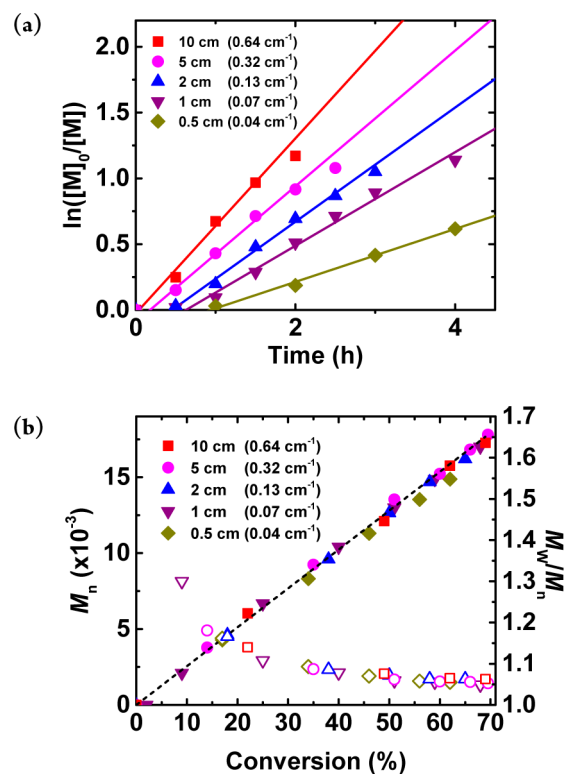 (a)
2.0
1.5
1.0
0.5
0.0
ln([M]0/[M])
10 cm (0.64 cm-1)
5 cm (0.32 cm-1)
2 cm (0.13 cm-1)
1 cm (0.07 cm-1)
0.5 cm (0.04 cm-1)
0 2 4
Time (h)
(b)
15
10
5
0
Mn (x10-3)
10 cm (0.64 cm-1)
5 cm (0.32 cm-1)
2 cm (0.13 cm-1)
1 cm (0.07 cm-1)
0.5 cm (0.04 cm-1)
1.7
1.6
1.5
1.4
1.3
1.2
1.1
1.0
Mw/Mn
0 10 20 30 40 50 60 70
Conversion (%)